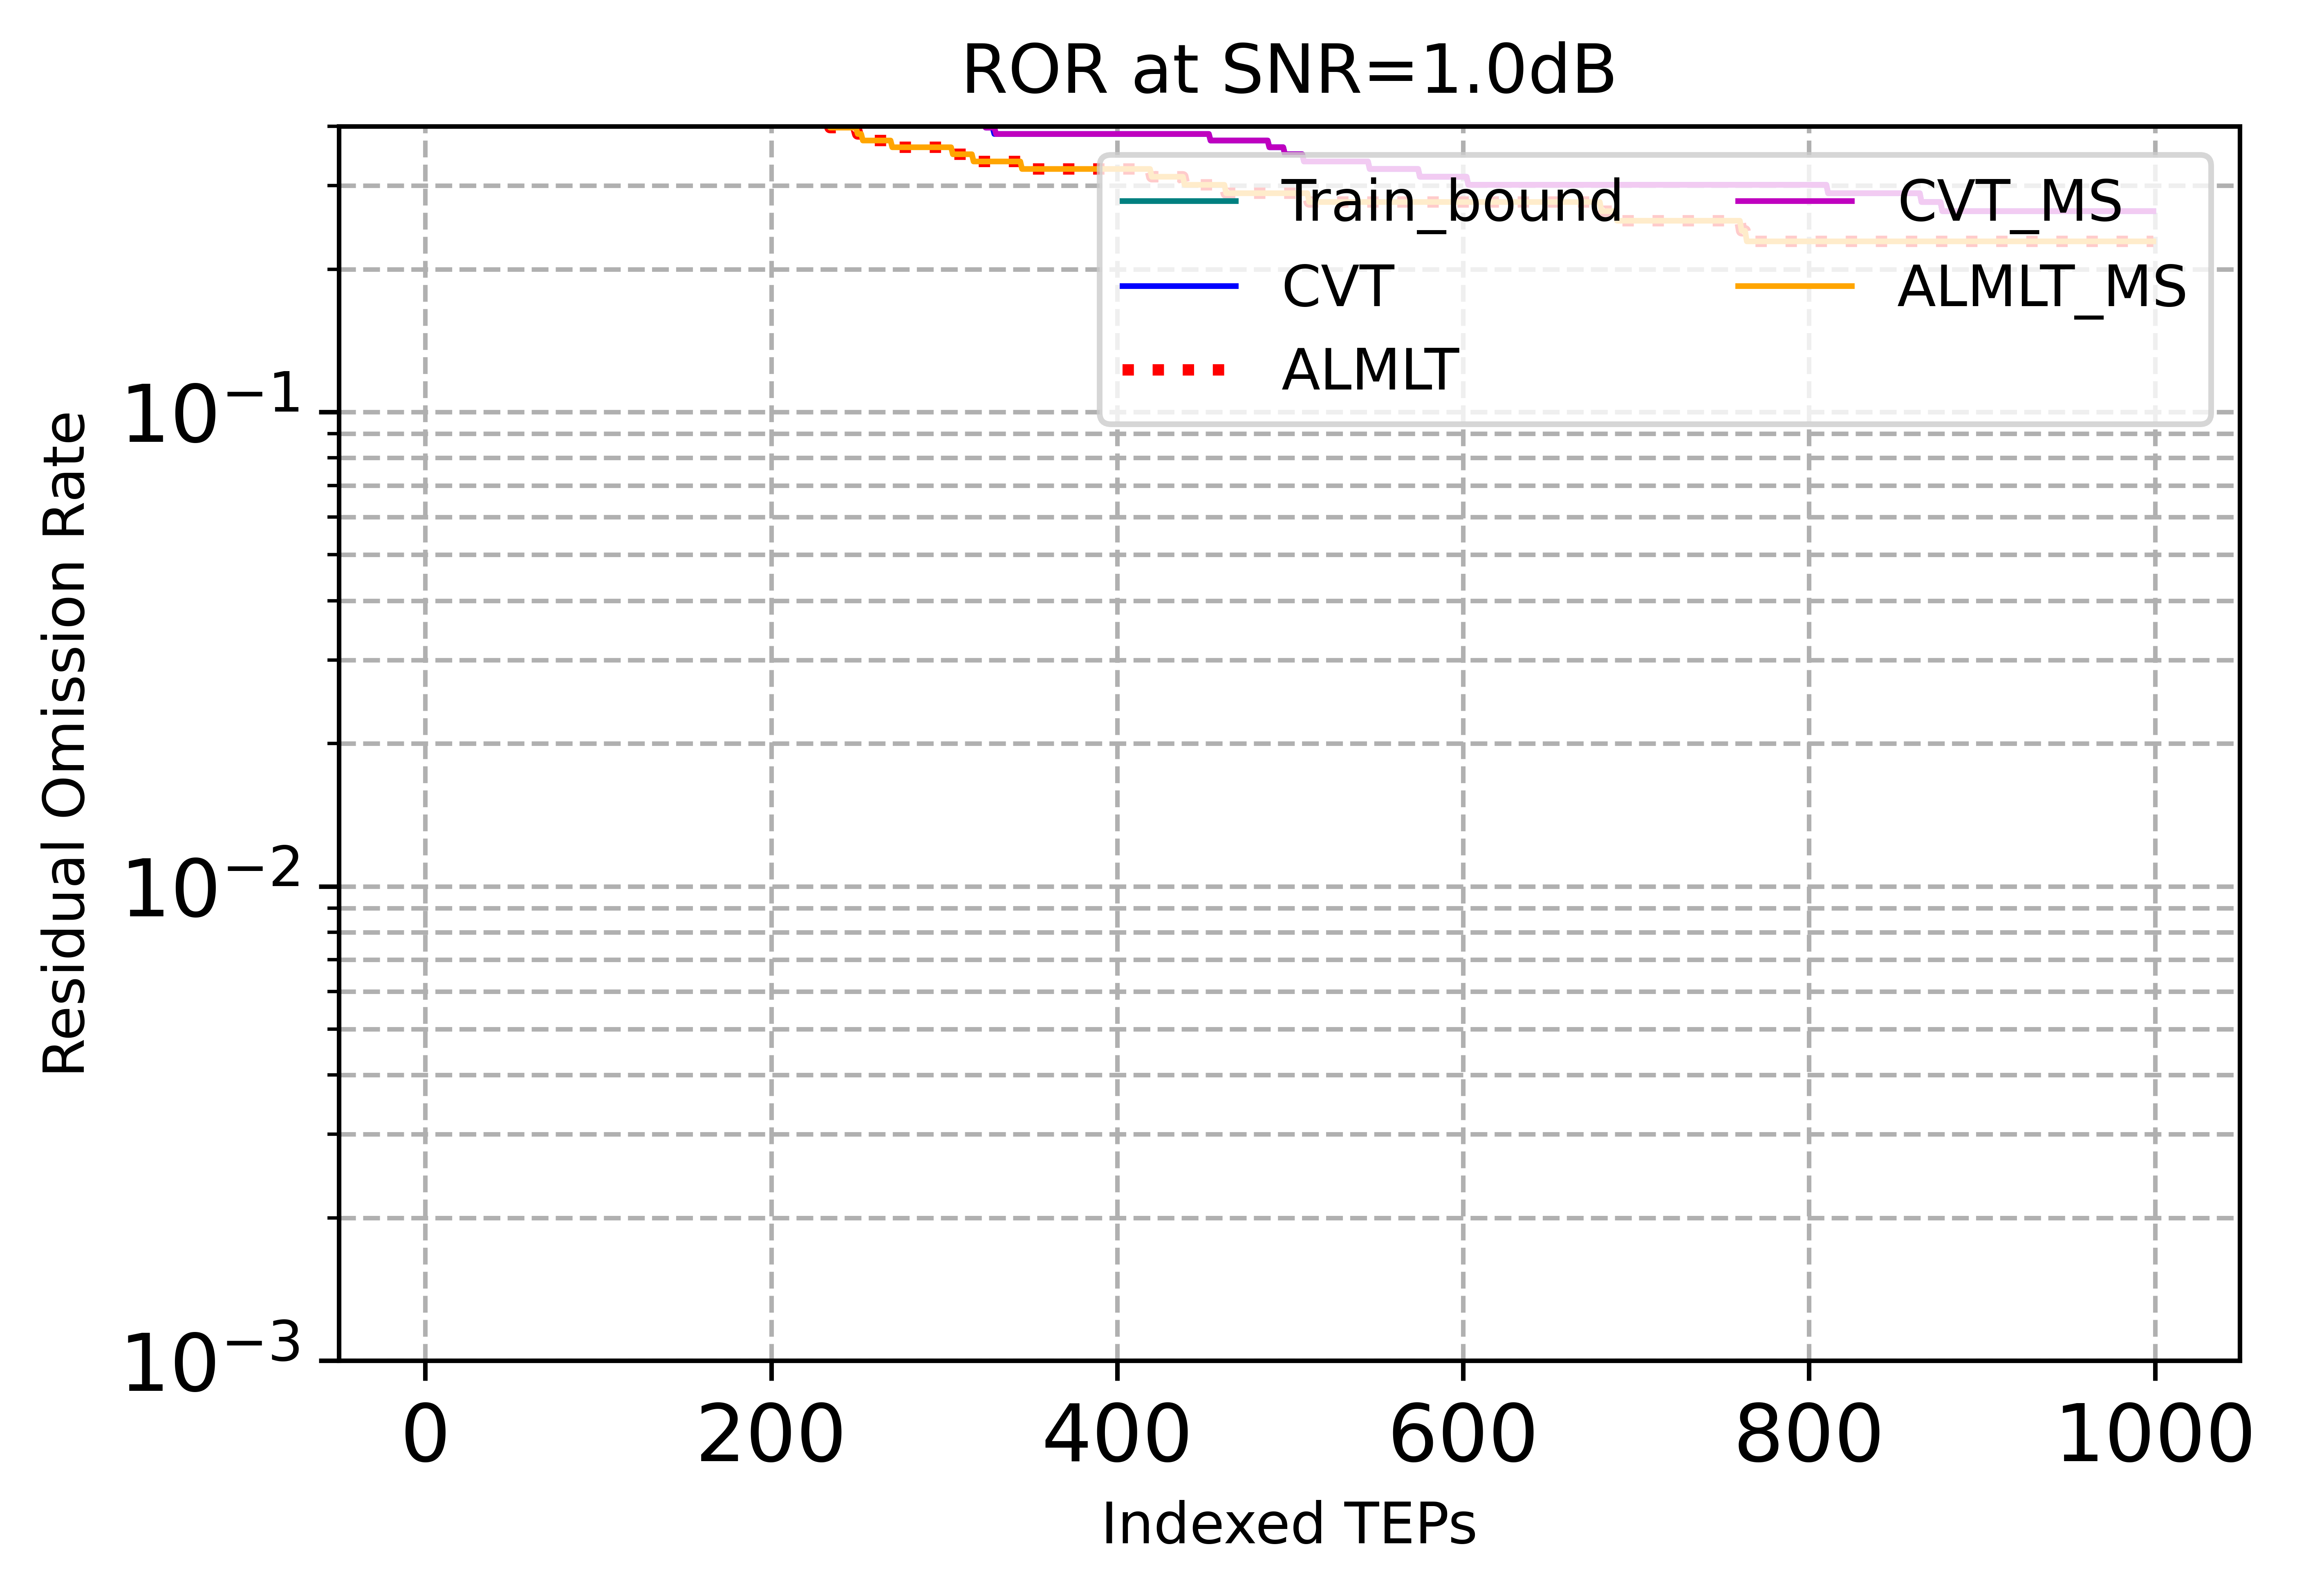 ROR at SNR=1.0dB
Residual Omission Rate
10⁻¹
10⁻²
10⁻³
Train_bound
CVT
ALMLT
CVT_MS
ALMLT_MS
0 200 400 600 800 1000
Indexed TEPs